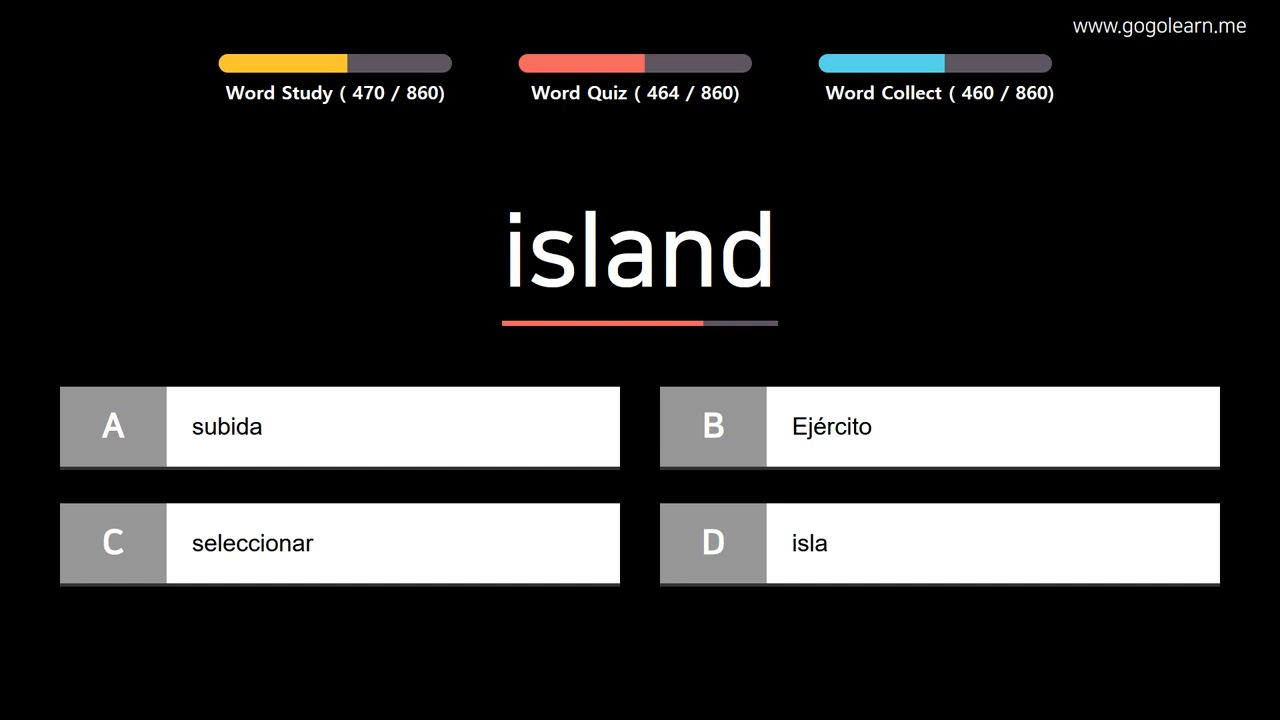 www.gogolearn.me
Word Study ( 470 / 860)
Word Quiz ( 464 / 860)
Word Collect ( 460 / 860)
island
A subida
B Ejército
C seleccionar
D isla